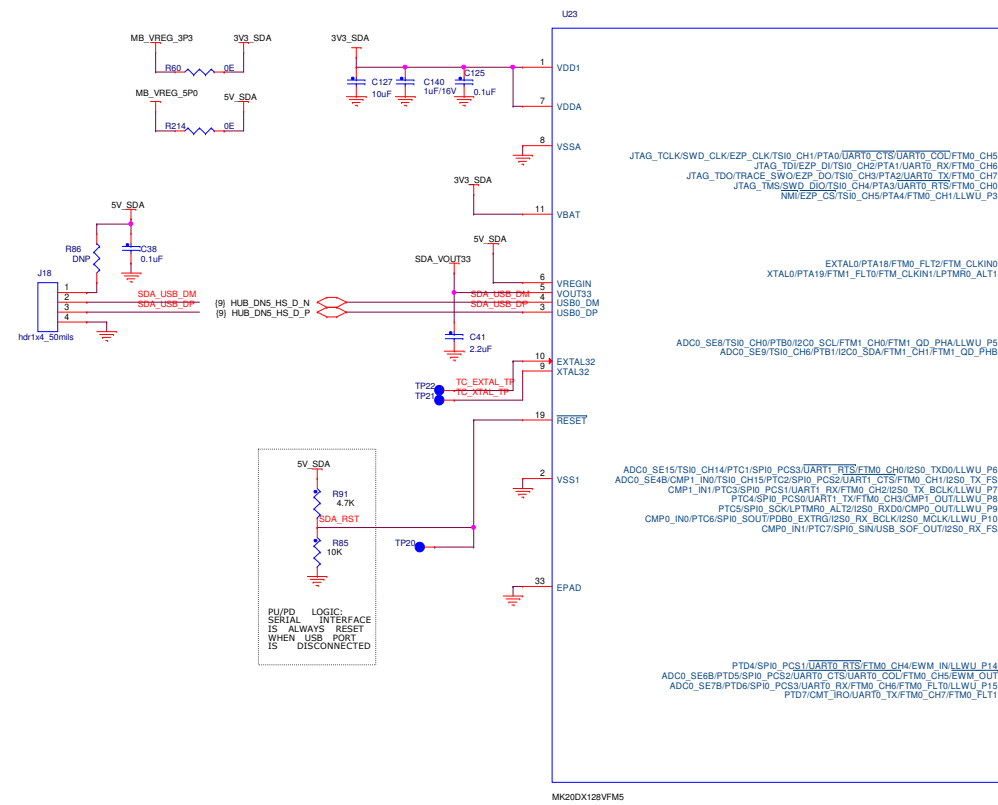 U23
MB_VREG_3P3
3V3_SDA
R60
0E
MB_VREG_5P0
5V_SDA
R214
0E
3V3_SDA
C127
10uF
C140
1uF/16V
C125
0.1uF
1
VDD1
7
VDDA
8
VSSA
3V3_SDA
11
VBAT
JTAG_TCLK/SWD_CLK/EZP_CLK/TSI0_CH1/PTA0/UART0_CTS/UART0_COL/FTM0_CH5
JTAG_TDI/EZP_DI/TSI0_CH2/PTA1/UART0_RX/FTM0_CH6
JTAG_TDO/TRACE_SWO/EZP_DO/TSI0_CH3/PTA2/UART0_TX/FTM0_CH7
JTAG_TMS/SWD_DIO/TSI0_CH4/PTA3/UART0_RTS/FTM0_CH0
NMI/EZP_CS/TSI0_CH5/PTA4/FTM0_CH1/LLWU_P3
5V_SDA
R86
DNP
C38
0.1uF
J18
1
2
3
4
hdr1x4_50mils
SDA_USB_DM
SDA_USB_DP
{9} HUB_DN5_HS_D_N
{9} HUB_DN5_HS_D_P
5V_SDA
SDA_VOUT33
SDA_USB_DM
SDA_USB_DP
6
VREGIN
5
VOUT33
4
USB0_DM
3
USB0_DP
C41
2.2uF
EXTAL0/PTA18/FTM0_FLT2/FTM_CLKIN0
XTAL0/PTA19/FTM1_FLT0/FTM_CLKIN1/LPTMR0_ALT1
ADC0_SE8/TSI0_CH0/PTB0/I2C0_SCL/FTM1_CH0/FTM1_QD_PHA/LLWU_P5
ADC0_SE9/TSI0_CH6/PTB1/I2C0_SDA/FTM1_CH1/FTM1_QD_PHB
10
EXTAL32
9
XTAL32
TP22
TC_EXTAL_TP
TP21
TC_XTAL_TP
19
RESET
2
VSS1
5V_SDA
R91
4.7K
SDA_RST
R85
10K
TP20
33
EPAD
PU/PD LOGIC:
SERIAL INTERFACE
IS ALWAYS RESET
WHEN USB PORT
IS DISCONNECTED
ADC0_SE15/TSI0_CH14/PTC1/SPI0_PCS3/UART1_RTS/FTM0_CH0/I2S0_TXD0/LLWU_P6
ADC0_SE4B/CMP1_IN0/TSI0_CH15/PTC2/SPI0_PCS2/UART1_CTS/FTM0_CH1/I2S0_TX_FS
CMP1_IN1/PTC3/SPI0_PCS1/UART1_RX/FTM0_CH2/I2S0_TX_BCLK/LLWU_P7
PTC4/SPI0_PCS0/UART1_TX/FTM0_CH3/CMP1_OUT/LLWU_P8
PTC5/SPI0_SCK/LPTMR0_ALT2/I2S0_RXD0/CMP0_OUT/LLWU_P9
CMP0_IN0/PTC6/SPI0_SOUT/PDB0_EXTRG/I2S0_RX_BCLK/I2S0_MCLK/LLWU_P10
CMP0_IN1/PTC7/SPI0_SIN/USB_SOF_OUT/I2S0_RX_FS
PTD4/SPI0_PCS1/UART0_RTS/FTM0_CH4/EWM_IN/LLWU_P14
ADC0_SE6B/PTD5/SPI0_PCS2/UART0_CTS/UART0_COL/FTM0_CH5/EWM_OUT
ADC0_SE7B/PTD6/SPI0_PCS3/UART0_RX/FTM0_CH6/FTM0_FLT0/LLWU_P15
PTD7/CMT_IRO/UART0_TX/FTM0_CH7/FTM0_FLT1
MK20DX128VFM5